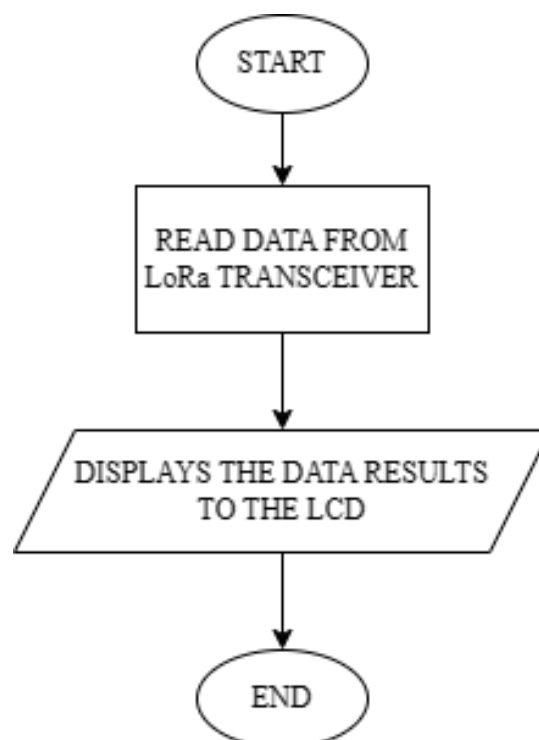 START
READ DATA FROM
LoRa TRANSCEIVER
DISPLAYS THE DATA RESULTS
TO THE LCD
END